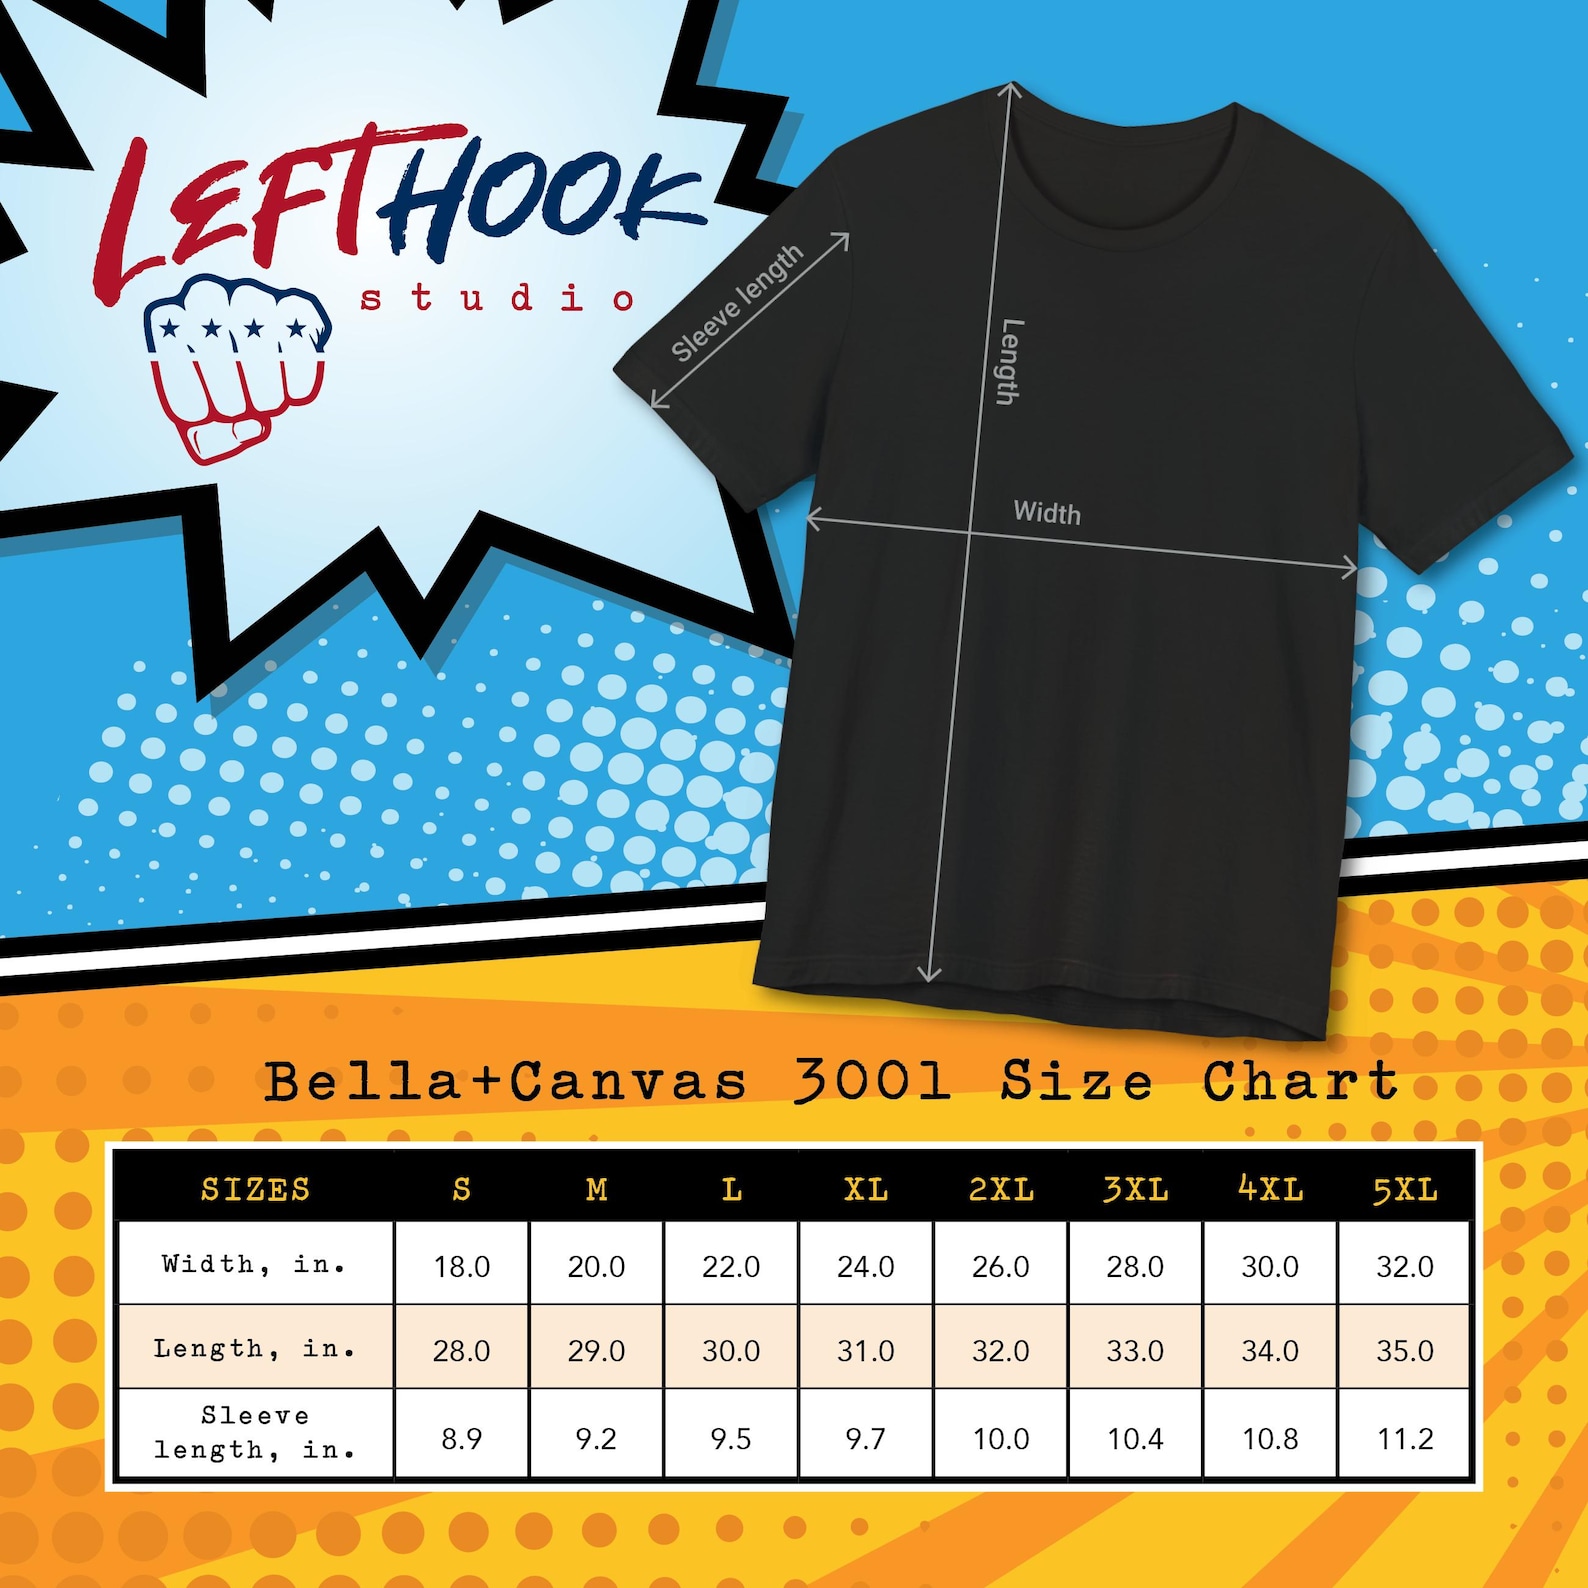 LEFTHOOK
studio
Sleeve length
Length
Width
Bella+Canvas 3001 Size Chart
SIZES S M L XL 2XL 3XL 4XL 5XL
Width, in. 18.0 20.0 22.0 24.0 26.0 28.0 30.0 32.0
Length, in. 28.0 29.0 30.0 31.0 32.0 33.0 34.0 35.0
Sleeve
length, in. 8.9 9.2 9.5 9.7 10.0 10.4 10.8 11.2